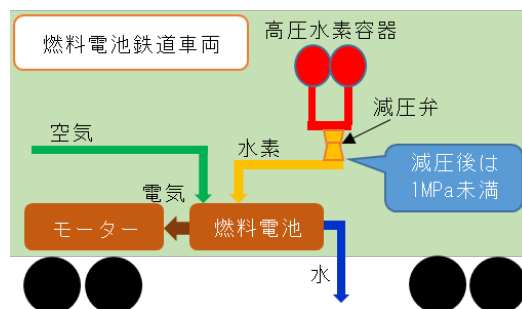 燃料電池鉄道車両
高圧水素容器
減圧弁
空気
水素
減圧後は
1MPa未満
電気
モーター
燃料電池
水